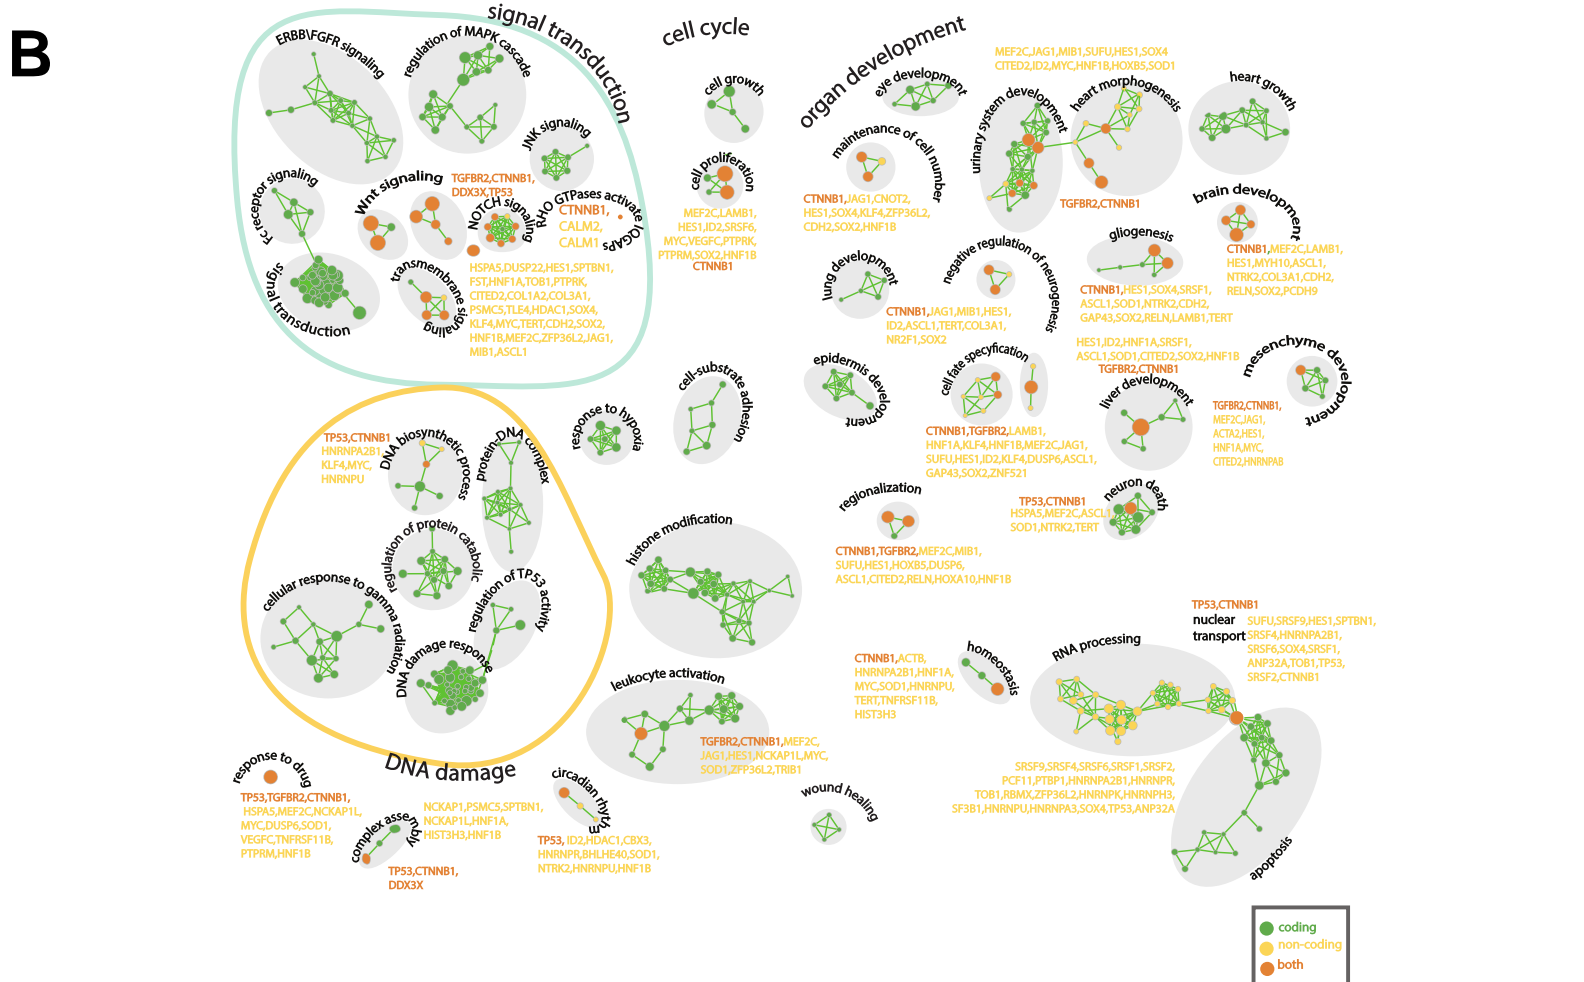 B
signal transduction
ERBB\FGFR signaling
regulation of MAPK cascade
JNK signaling
Fc receptor signaling
Wnt signaling
TGFBR2,CTNNB1,
DDX3X,TP53
NOTCH signaling
RHO GTPases activate IQGAPs
CTNNB1,
CALM2,
CALM1
signal transduction
transmembrane signaling
HSPA5,DUSP22,HES1,SPTBN1,
FST,HNF1A,TOB1,PTPRK,
CITED2,COL1A2,COL3A1,
PSMC5,TLE4,HDAC1,SOX4,
KLF4,MYC,TERT,CDH2,SOX2,
HNF1B,MEF2C,ZFP36L2,JAG1,
MIB1,ASCL1
cell cycle
cell growth
cell proliferation
MEF2C,LAMB1,
HES1,ID2,SRSF6,
MYC,VEGFC,PTPRK,
PTPRM,SOX2,HNF1B
CTNNB1
organ development
eye development
maintenance of cell number
CTNNB1,JAG1,CNOT2,
HES1,SOX4,KLF4,ZFP36L2,
CDH2,SOX2,HNF1B
MEF2C,JAG1,MIB1,SUFU,HES1,SOX4
CITED2,ID2,MYC,HNF1B,HOXB5,SOD1
urinary system development
heart morphogenesis
TGFBR2,CTNNB1
heart growth
brain development
CTNNB1,MEF2C,LAMB1,
HES1,MYH10,ASCL1,
NTRK2,COL3A1,CDH2,
RELN,SOX2,PCDH9
gliogenesis
CTNNB1,HES1,SOX4,SRSF1,
ASCL1,SOD1,NTRK2,CDH2,
GAP43,SOX2,RELN,LAMB1,TERT
lung development
negative regulation of neurogenesis
CTNNB1,JAG1,MIB1,HES1,
ID2,ASCL1,TERT,COL3A1,
NR2F1,SOX2
HES1,ID2,HNF1A,SRSF1,
ASCL1,SOD1,CITED2,SOX2,HNF1B
TGFBR2,CTNNB1
liver development
mesenchyme development
TGFBR2,CTNNB1,
MEF2C,JAG1,
ACTA2,HES1,
HNF1A,MYC,
CITED2,HNRNPAB
epidermis development
cell fate specyfication
CTNNB1,TGFBR2,LAMB1,
HNF1A,KLF4,HNF1B,MEF2C,JAG1,
SUFU,HES1,ID2,KLF4,DUSP6,ASCL1,
GAP43,SOX2,ZNF521
cell-substrate adhesion
response to hypoxia
TP53,CTNNB1
HNRNPA2B1,
KLF4,MYC,
HNRNPU
DNA biosynthetic process
protein-DNA complex
regulation of protein catabolic
cellular response to gamma radiation
regulation of TP53 activity
DNA damage response
DNA damage
regionalization
CTNNB1,TGFBR2,MEF2C,MIB1,
SUFU,HES1,HOXB5,DUSP6,
ASCL1,CITED2,RELN,HOXA10,HNF1B
neuron death
TP53,CTNNB1
HSPA5,MEF2C,ASCL1,
SOD1,NTRK2,TERT
histone modification
leukocyte activation
TGFBR2,CTNNB1,MEF2C,
JAG1,HES1,NCKAP1L,MYC,
SOD1,ZFP36L2,TRIB1
CTNNB1,ACTB,
HNRNPA2B1,HNF1A,
MYC,SOD1,HNRNPU,
TERT,TNFRSF11B,
HIST3H3
homeostasis
RNA processing
TP53,CTNNB1
nuclear
transport
SUFU,SRSF9,HES1,SPTBN1,
SRSF4,HNRNPA2B1,
SRSF6,SOX4,SRSF1,
ANP32A,TOB1,TP53,
SRSF2,CTNNB1
SRSF9,SRSF4,SRSF6,SRSF1,SRSF2,
PCF11,PTBP1,HNRNPA2B1,HNRNPR,
TOB1,RBMX,ZFP36L2,HNRNPK,HNRNPH3,
SF3B1,HNRNPU,HNRNPA3,SOX4,TP53,ANP32A
apoptosis
wound healing
response to drug
TP53,TGFBR2,CTNNB1,
HSPA5,MEF2C,NCKAP1L,
MYC,DUSP6,SOD1,
VEGFC,TNFRSF11B,
PTPRM,HNF1B
complex assembly
NCKAP1,PSMC5,SPTBN1,
NCKAP1L,HNF1A,
HIST3H3,HNF1B
TP53,CTNNB1,
DDX3X
circadian rhythm
TP53,ID2,HDAC1,CBX3,
HNRNPR,BHLHE40,SOD1,
NTRK2,HNRNPU,HNF1B
coding
non-coding
both